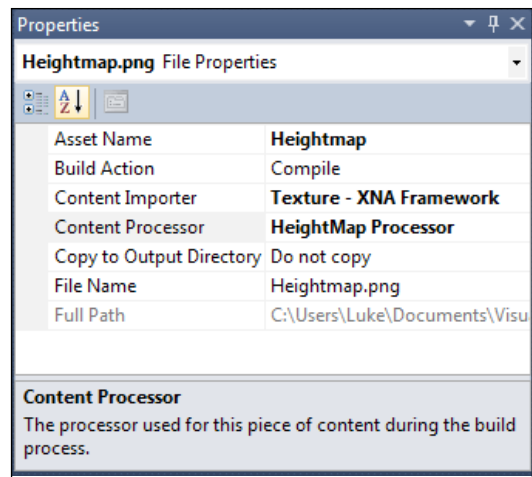 Properties
Heightmap.png File Properties
Asset Name Heightmap
Build Action Compile
Content Importer Texture - XNA Framework
Content Processor HeightMap Processor
Copy to Output Directory Do not copy
File Name Heightmap.png
Full Path C:\Users\Luke\Documents\Visu
Content Processor
The processor used for this piece of content during the build
process.